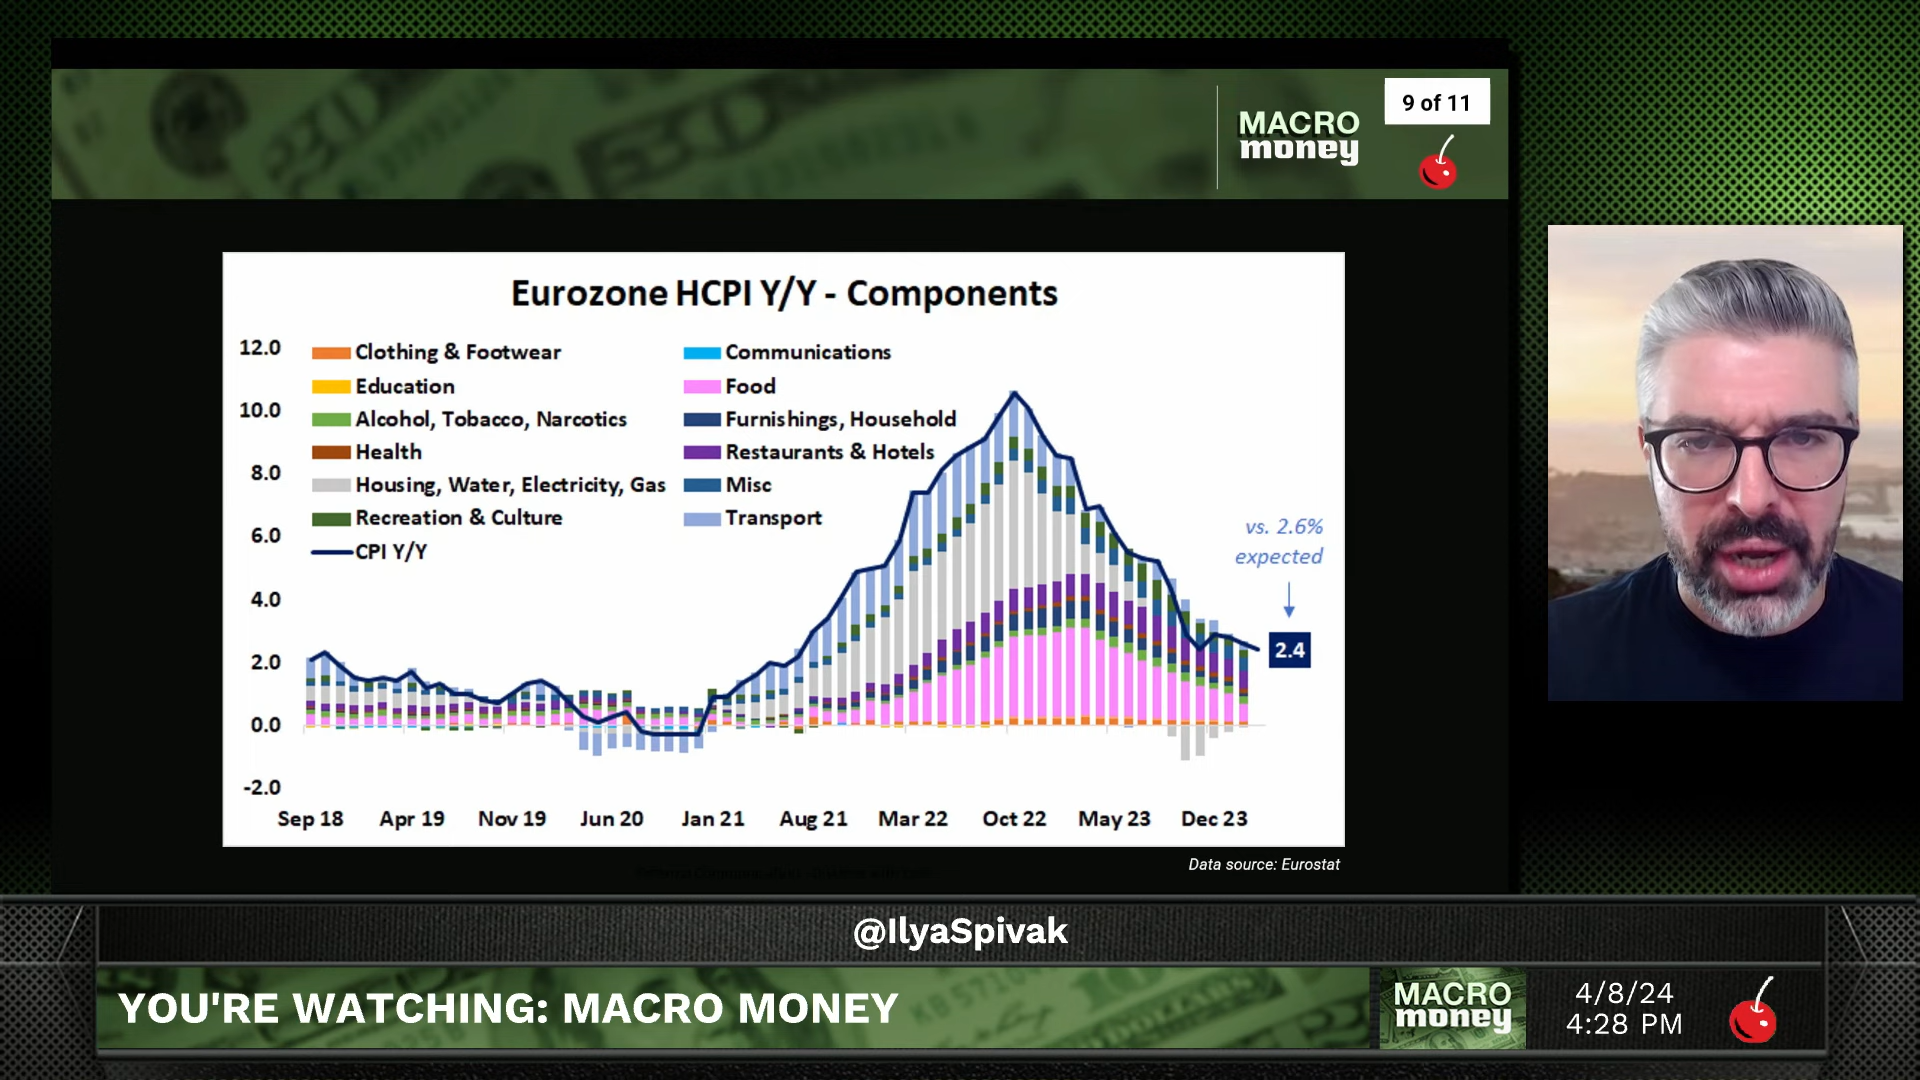 MACRO
money
9 of 11
Eurozone HCPI Y/Y - Components
12.0
10.0
8.0
6.0
4.0
2.0
0.0
-2.0
Clothing & Footwear
Communications
Education
Food
Alcohol, Tobacco, Narcotics
Furnishings, Household
Health
Restaurants & Hotels
Housing, Water, Electricity, Gas
Misc
Recreation & Culture
Transport
CPI Y/Y
vs. 2.6%
expected
2.4
Sep 18 Apr 19 Nov 19 Jun 20 Jan 21 Aug 21 Mar 22 Oct 22 May 23 Dec 23
Data source: Eurostat
@IlyaSpivak
YOU'RE WATCHING: MACRO MONEY
MACRO
money
4/8/24
4:28 PM